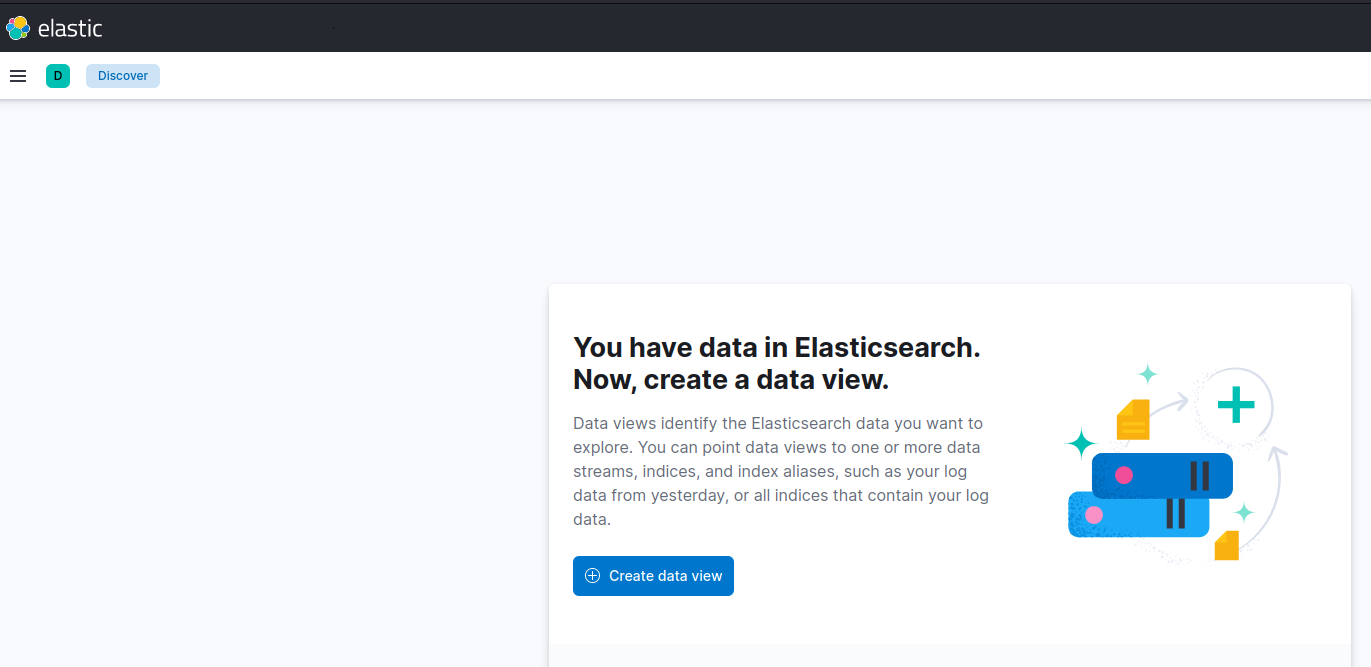 elastic
D
Discover
You have data in Elasticsearch.
Now, create a data view.
Data views identify the Elasticsearch data you want to
explore. You can point data views to one or more data
streams, indices, and index aliases, such as your log
data from yesterday, or all indices that contain your log
data.
Create data view